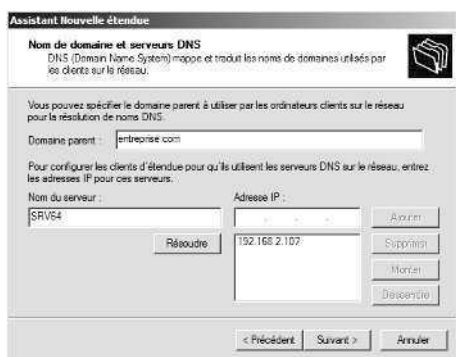 Assistant Nouvelle étendue
Nom de domaine et serveurs DNS
DNS (Domain Name System) mappe et traduit les noms de domaines utilisés par
les clients sur le réseau.
Vous pouvez spécifier le domaine parent à utiliser par les ordinateurs clients sur le réseau
pour la résolution de noms DNS.
Domaine parent : entreprise.com
Pour configurer les clients d'étendue pour qu'ils utilisent les serveurs DNS sur le réseau, entrez
les adresses IP pour ces serveurs.
Nom du serveur : Adresse IP :
SRV64 . . . Ajouter
Résoudre 192.168.2.107 Supprimer
Monter
Descendre
< Précédent Suivant > Annuler